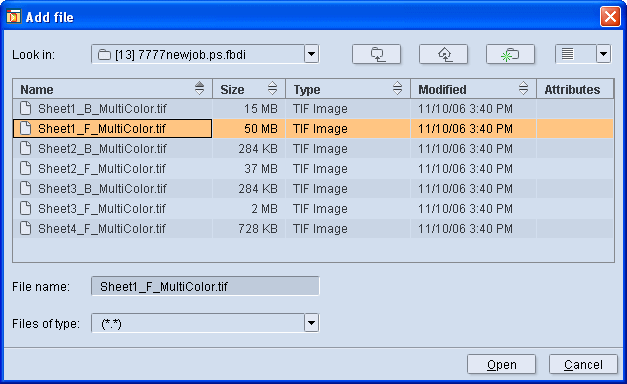 Add file
Look in: [13] 7777newjob.ps.fbdi
Name Size Type Modified Attributes
Sheet1_B_MultiColor.tif 15 MB TIF Image 11/10/06 3:40 PM
Sheet1_F_MultiColor.tif 50 MB TIF Image 11/10/06 3:40 PM
Sheet2_B_MultiColor.tif 284 KB TIF Image 11/10/06 3:40 PM
Sheet2_F_MultiColor.tif 37 MB TIF Image 11/10/06 3:40 PM
Sheet3_B_MultiColor.tif 284 KB TIF Image 11/10/06 3:40 PM
Sheet3_F_MultiColor.tif 2 MB TIF Image 11/10/06 3:40 PM
Sheet4_F_MultiColor.tif 728 KB TIF Image 11/10/06 3:40 PM
File name: Sheet1_F_MultiColor.tif
Files of type: (*.*)
Open Cancel